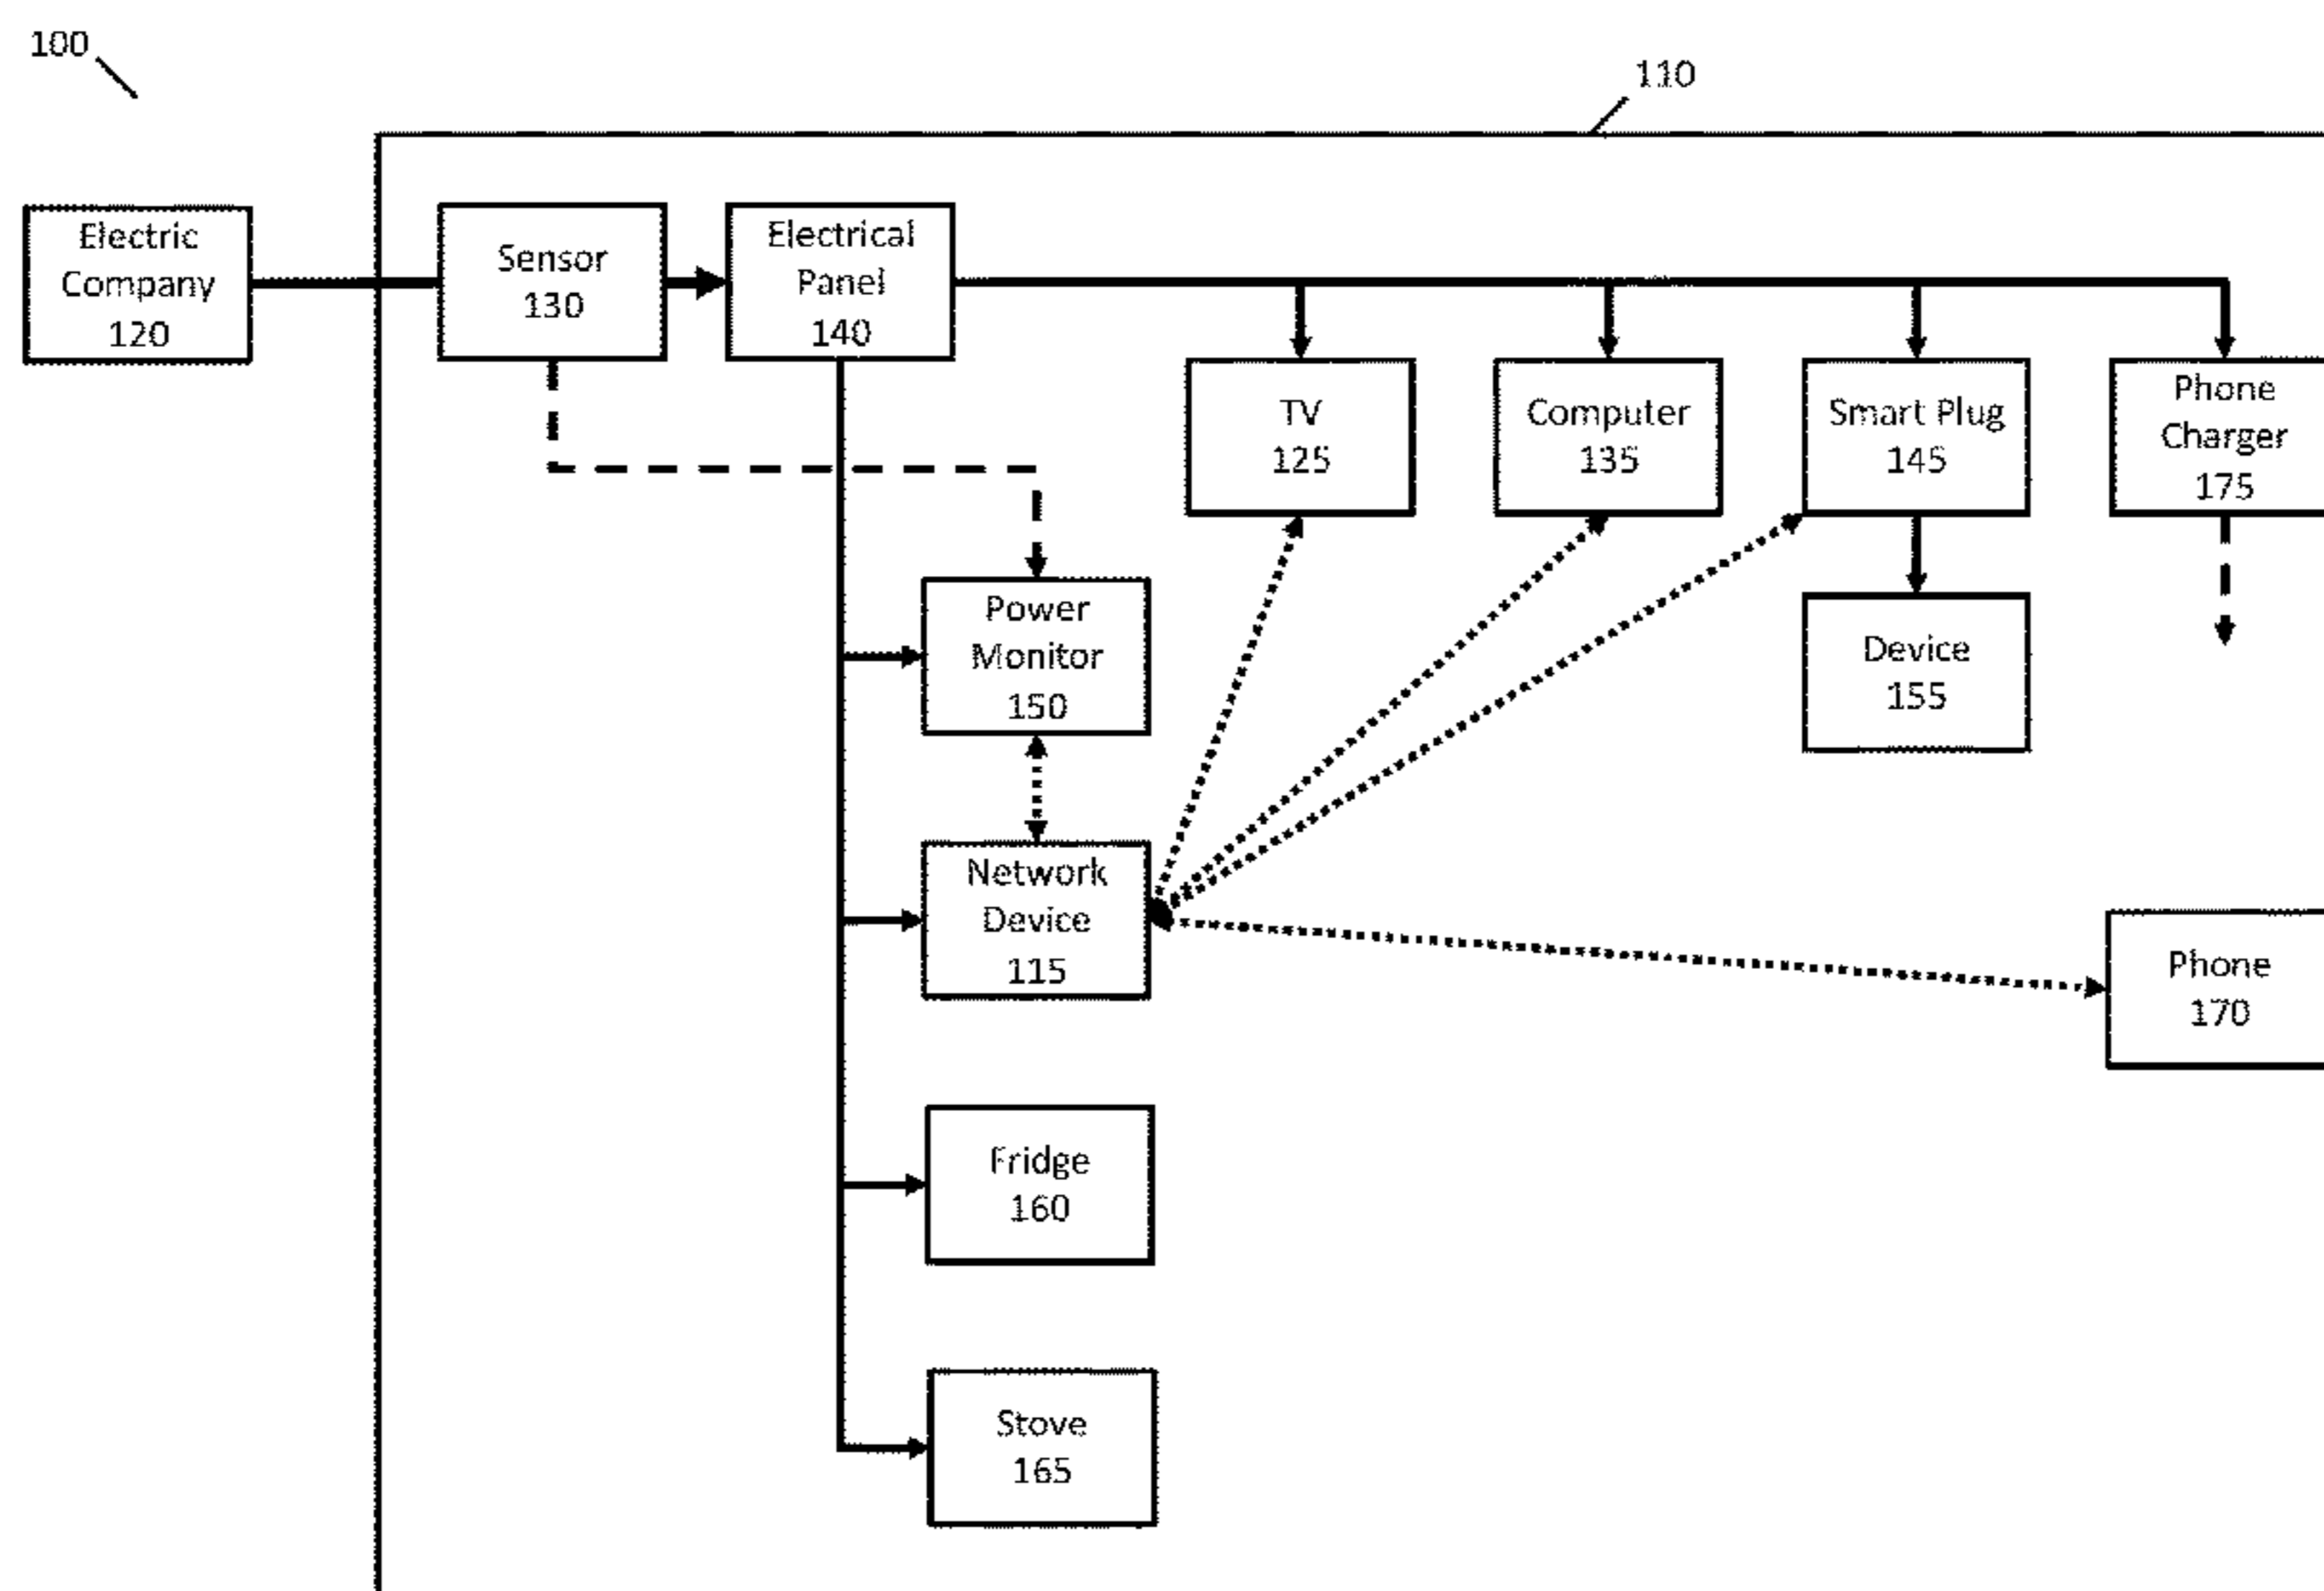 100
110
Electric
Company
120
Sensor
130
Electrical
Panel
140
TV
125
Computer
135
Smart Plug
145
Phone
Charger
175
Power
Monitor
150
Device
155
Network
Device
115
Phone
170
Fridge
160
Stove
165